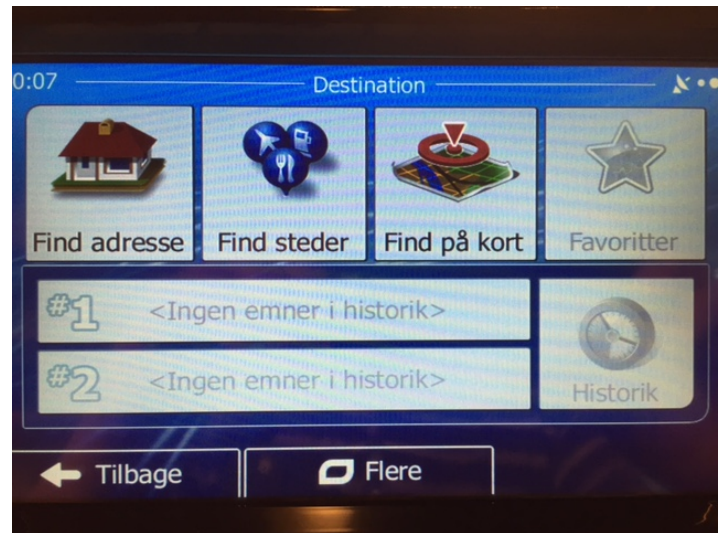 0:07
Destination
Find adresse
Find steder
Find på kort
Favoritter
#1 <Ingen emner i historik>
#2 <Ingen emner i historik>
Historik
Tilbage
Flere